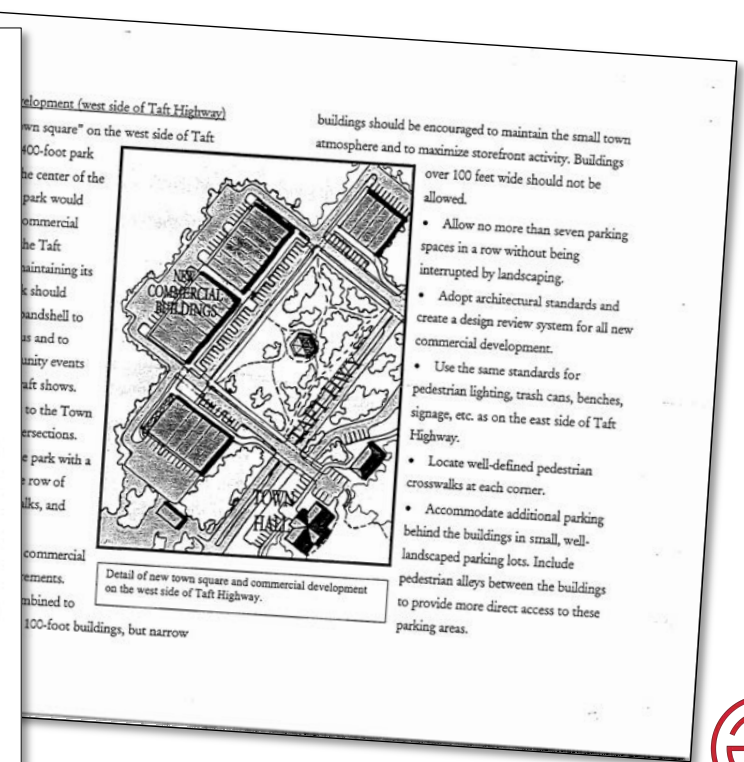 elopment (west side of Taft Highway)
wn square" on the west side of Taft
400-foot park
he center of the
park would
ommercial
he Taft
aintaining its
k should
andshell to
us and to
unity events
aft shows.
to the Town
ersections.
e park with a
e row of
lks, and
commercial
rements.
mbined to
100-foot buildings, but narrow
NEW
COMMERCIAL
BUILDINGS
TAFT HWY
TOWN
HALL
Detail of new town square and commercial development
on the west side of Taft Highway.
buildings should be encouraged to maintain the small town
atmosphere and to maximize storefront activity. Buildings
over 100 feet wide should not be
allowed.
• Allow no more than seven parking
spaces in a row without being
interrupted by landscaping.
• Adopt architectural standards and
create a design review system for all new
commercial development.
• Use the same standards for
pedestrian lighting, trash cans, benches,
signage, etc. as on the east side of Taft
Highway.
• Locate well-defined pedestrian
crosswalks at each corner.
• Accommodate additional parking
behind the buildings in small, well-
landscaped parking lots. Include
pedestrian alleys between the buildings
to provide more direct access to these
parking areas.